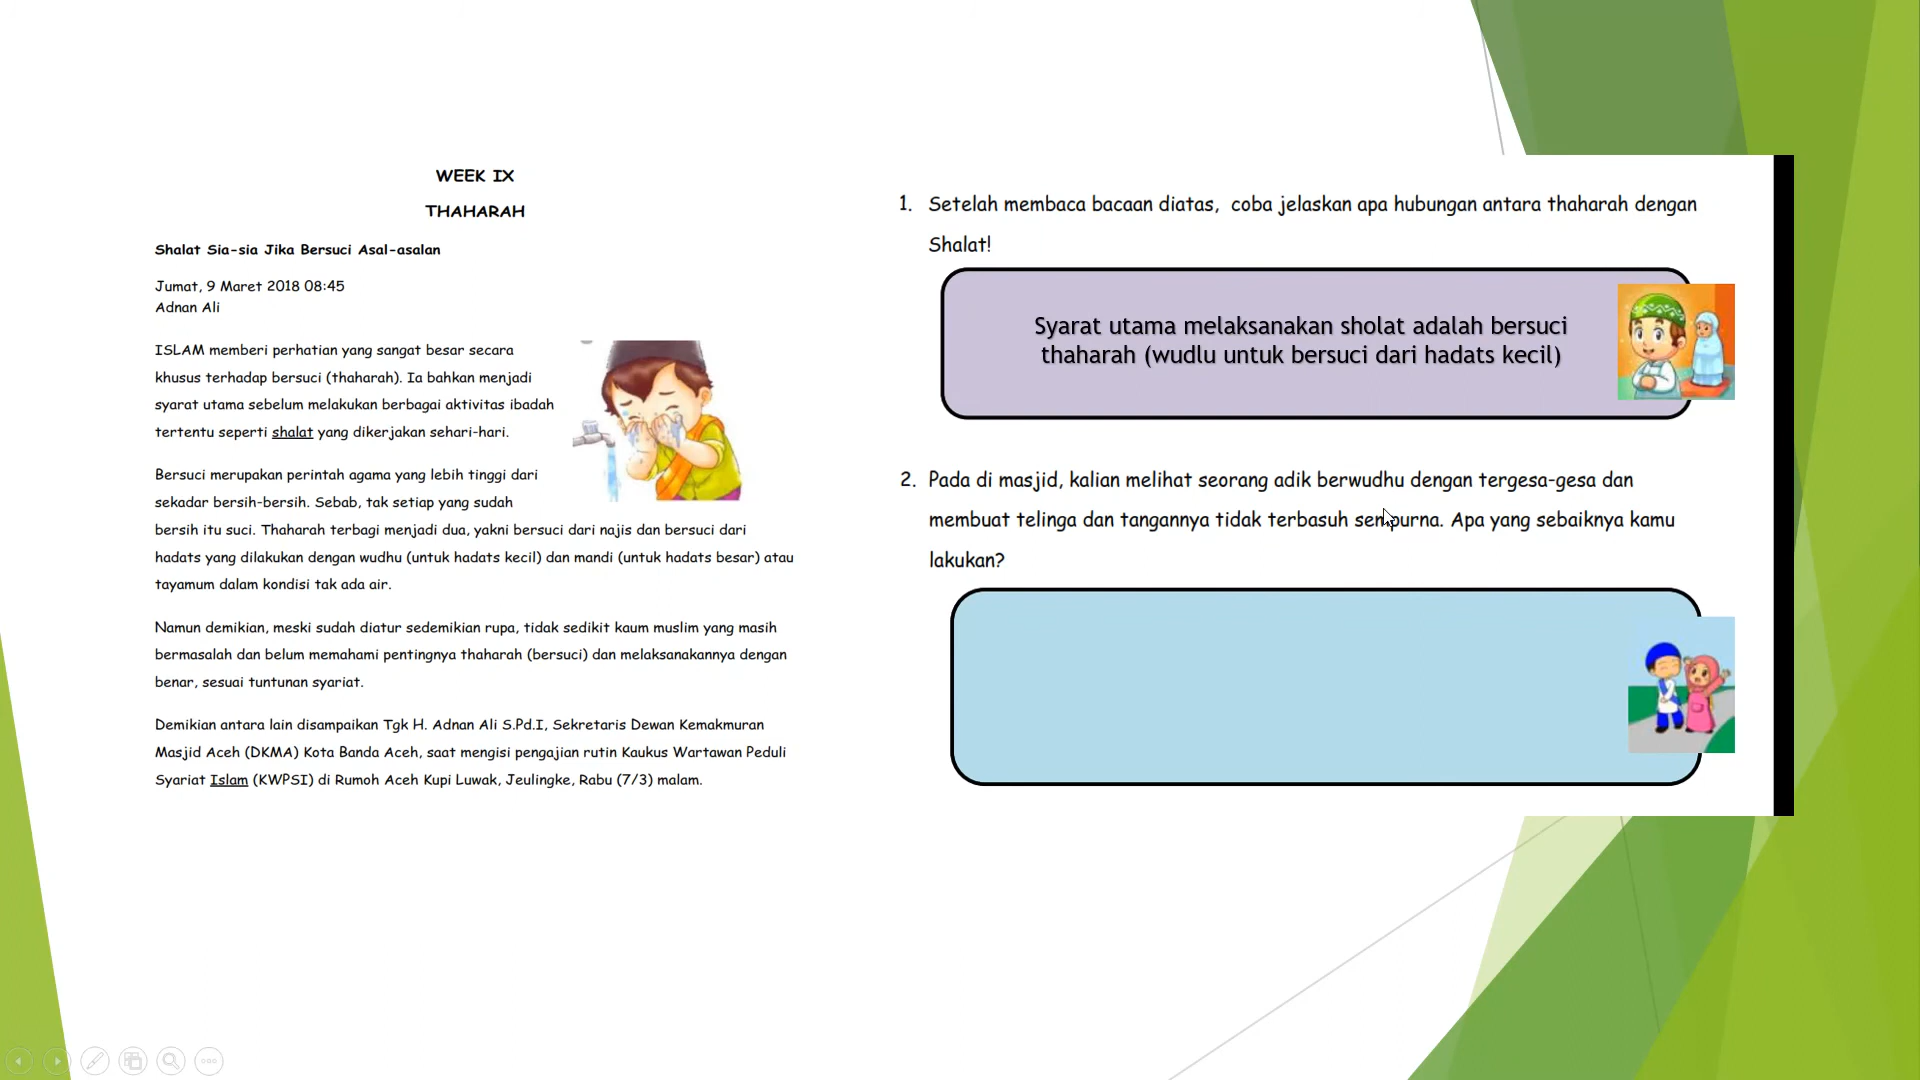 WEEK IX
THAHARAH
Shalat Sia-sia Jika Bersuci Asal-asalan
Jumat, 9 Maret 2018 08:45
Adnan Ali
ISLAM memberi perhatian yang sangat besar secara
khusus terhadap bersuci (thaharah). Ia bahkan menjadi
syarat utama sebelum melakukan berbagai aktivitas ibadah
tertentu seperti shalat yang dikerjakan sehari-hari.
Bersuci merupakan perintah agama yang lebih tinggi dari
sekadar bersih-bersih. Sebab, tak setiap yang sudah
bersih itu suci. Thaharah terbagi menjadi dua, yakni bersuci dari najis dan bersuci dari
hadats yang dilakukan dengan wudhu (untuk hadats kecil) dan mandi (untuk hadats besar) atau
tayamum dalam kondisi tak ada air.
Namun demikian, meski sudah diatur sedemikian rupa, tidak sedikit kaum muslim yang masih
bermasalah dan belum memahami pentingnya thaharah (bersuci) dan melaksanakannya dengan
benar, sesuai tuntunan syariat.
Demikian antara lain disampaikan Tgk H. Adnan Ali S.Pd.I, Sekretaris Dewan Kemakmuran
Masjid Aceh (DKMA) Kota Banda Aceh, saat mengisi pengajian rutin Kaukus Wartawan Peduli
Syariat Islam (KWPSI) di Rumoh Aceh Kupi Luwak, Jeulingke, Rabu (7/3) malam.
1. Setelah membaca bacaan diatas, coba jelaskan apa hubungan antara thaharah dengan
Shalat!
Syarat utama melaksanakan sholat adalah bersuci
thaharah (wudlu untuk bersuci dari hadats kecil)
2. Pada di masjid, kalian melihat seorang adik berwudhu dengan tergesa-gesa dan
membuat telinga dan tangannya tidak terbasuh sempurna. Apa yang sebaiknya kamu
lakukan?